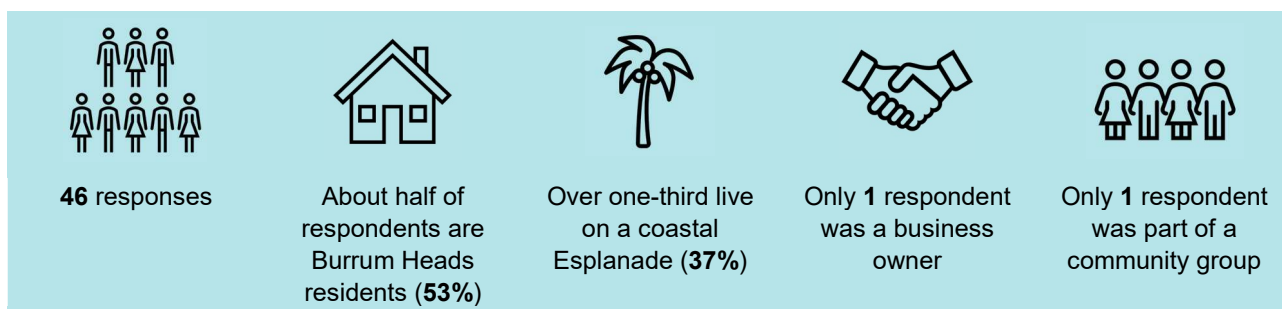 46 responses
About half of
respondents are
Burrum Heads
residents (53%)
Over one-third live
on a coastal
Esplanade (37%)
Only 1 respondent
was a business
owner
Only 1 respondent
was part of a
community group